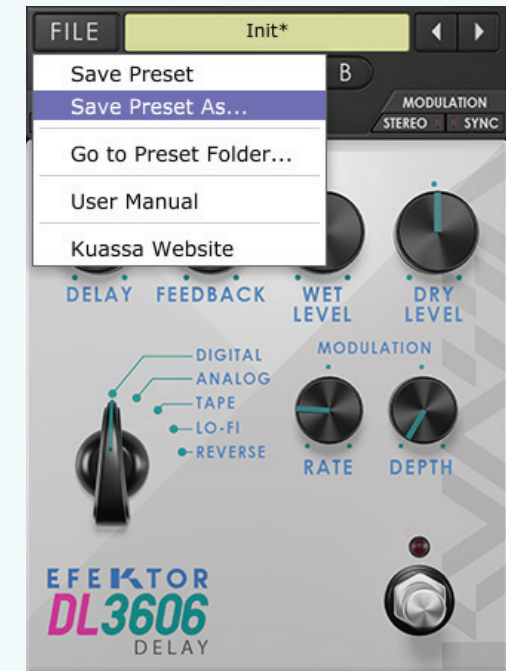 FILE
Init*
Save Preset
B
Save Preset As...
MODULATION
STEREO SYNC
Go to Preset Folder...
User Manual
Kuassa Website
DELAY FEEDBACK WET LEVEL DRY LEVEL
DIGITAL
MODULATION
ANALOG
TAPE
LO-FI
REVERSE
RATE DEPTH
EFEKTOR
DL3606
DELAY